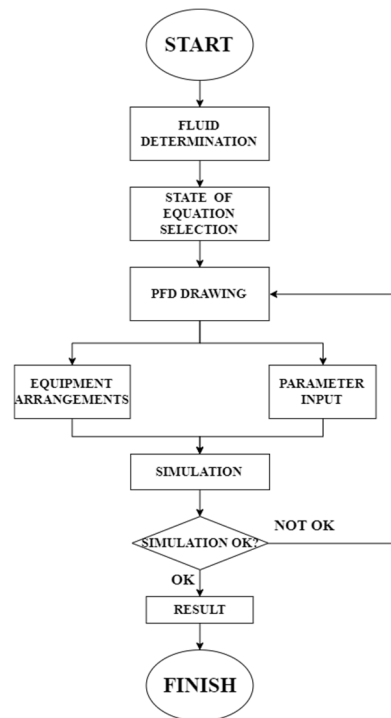 START
FLUID
DETERMINATION
STATE OF
EQUATION
SELECTION
PFD DRAWING
EQUIPMENT
ARRANGEMENTS
PARAMETER
INPUT
SIMULATION
SIMULATION OK?
NOT OK
OK
RESULT
FINISH